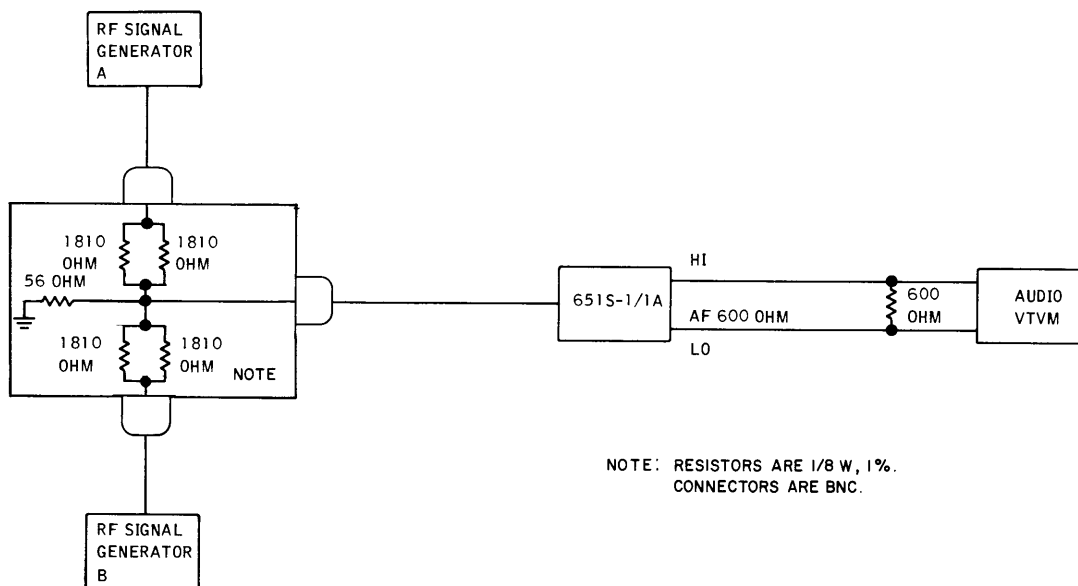 RF SIGNAL
GENERATOR
A
1810
OHM
1810
OHM
56 OHM
1810
OHM
1810
OHM
NOTE
RF SIGNAL
GENERATOR
B
651S-1/1A
HI
AF 600 OHM
LO
600
OHM
AUDIO
VTVM
NOTE: RESISTORS ARE 1/8 W, 1%.
CONNECTORS ARE BNC.